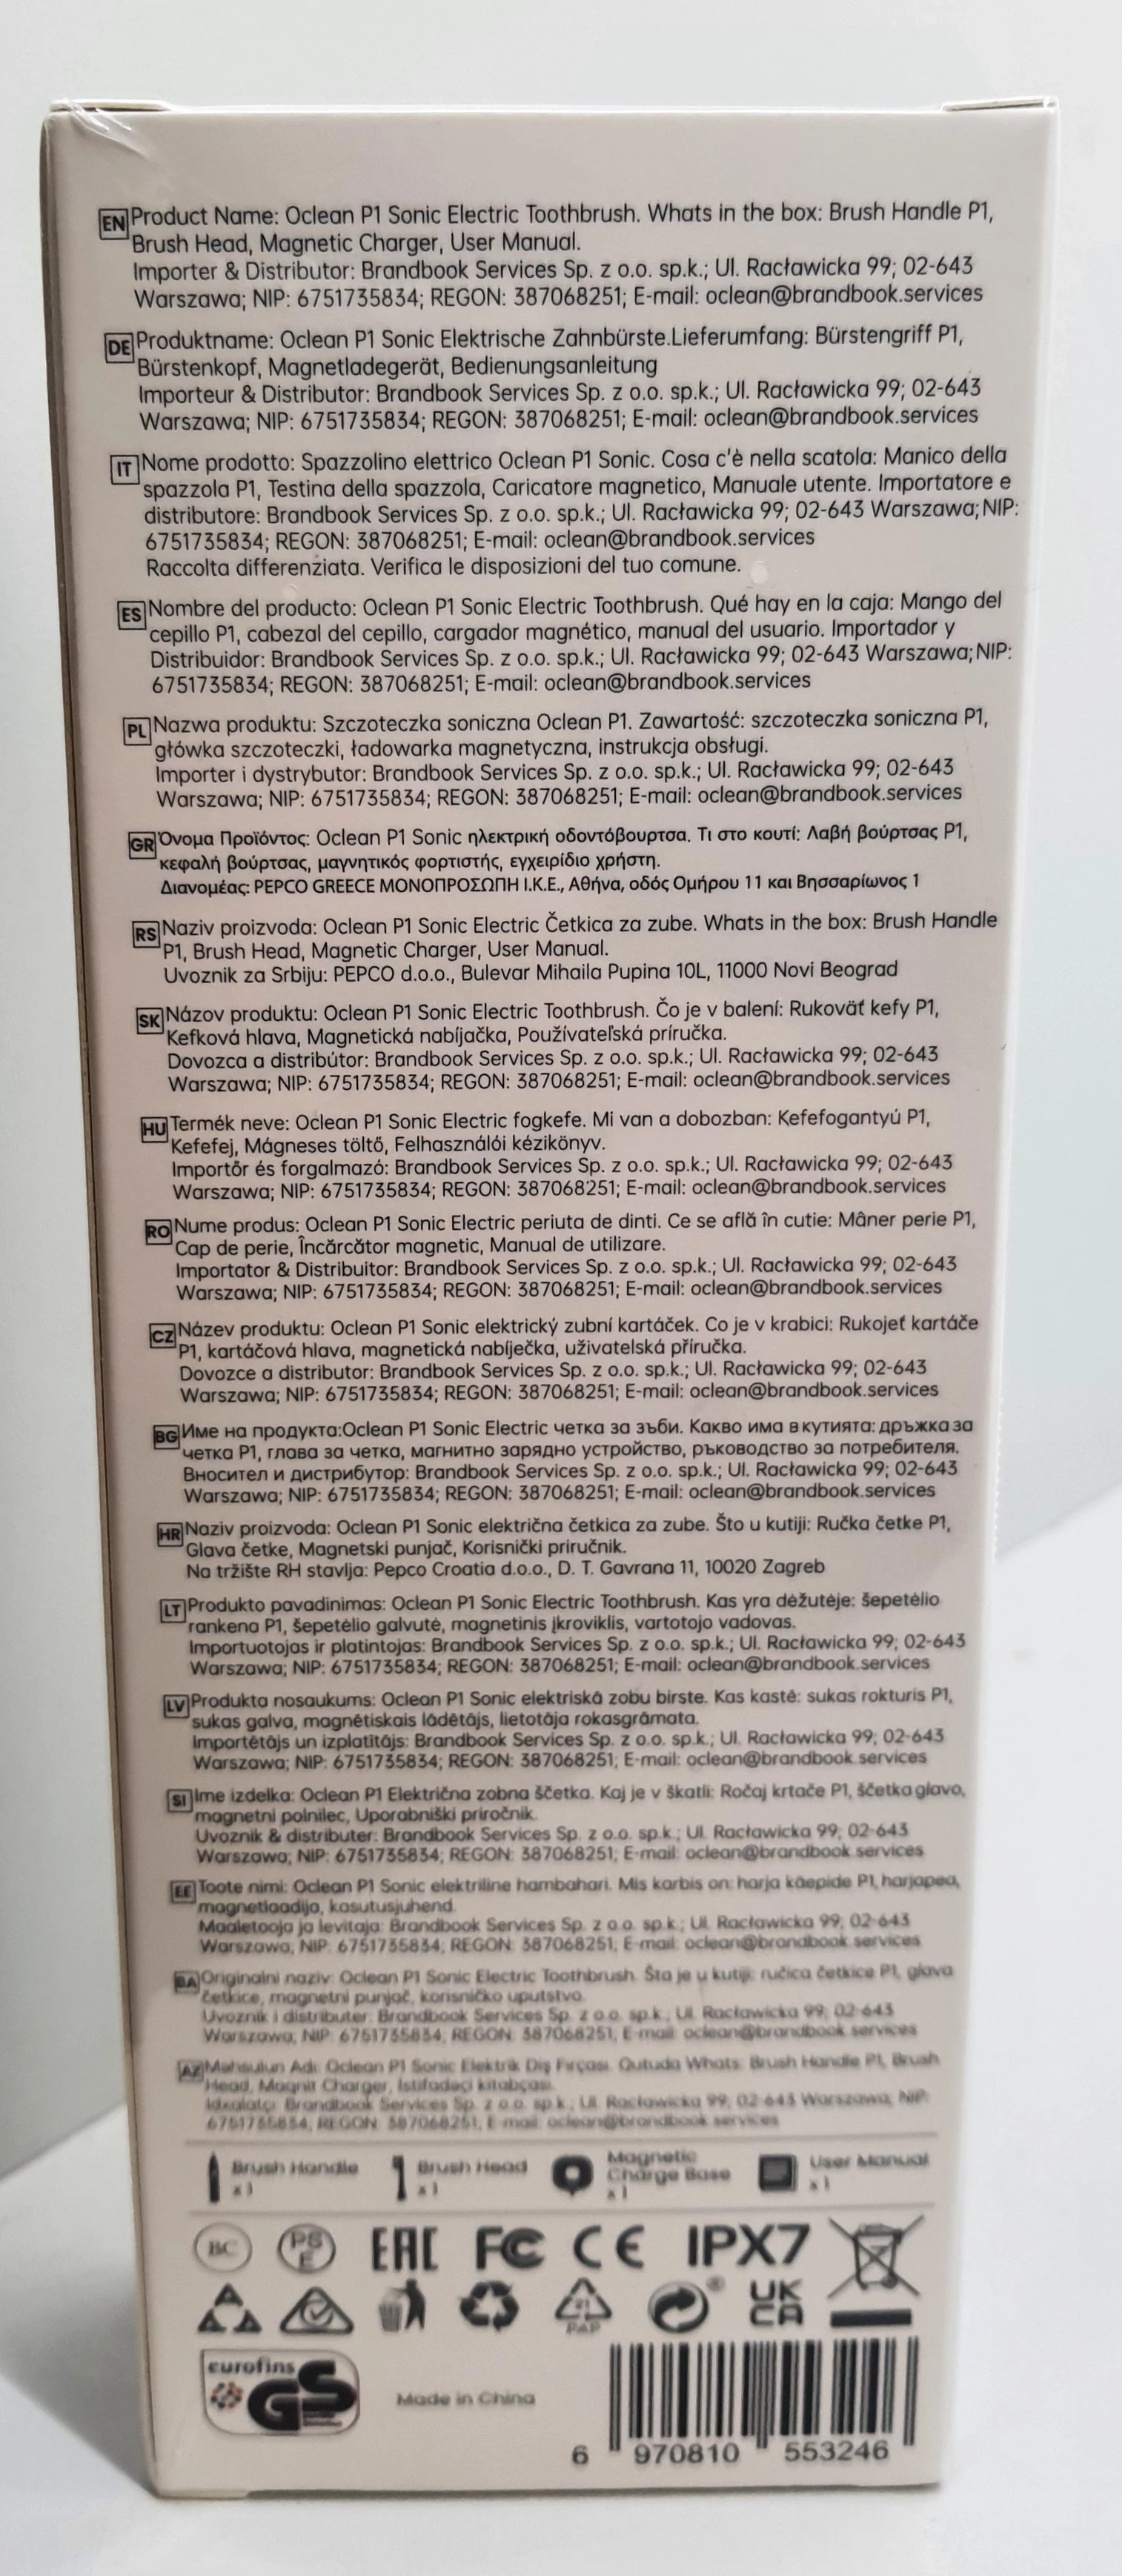 EN Product Name: Oclean P1 Sonic Electric Toothbrush. Whats in the box: Brush Handle P1,
Brush Head, Magnetic Charger, User Manual.
Importer & Distributor: Brandbook Services Sp. z o.o. sp.k.; Ul. Racławicka 99; 02-643
Warszawa; NIP: 6751735834; REGON: 387068251; E-mail: oclean@brandbook.services
DE Produktname: Oclean P1 Sonic Elektrische Zahnbürste.Lieferumfang: Bürstengriff P1,
Bürstenkopf, Magnetladegerät, Bedienungsanleitung
Importeur & Distributor: Brandbook Services Sp. z o.o. sp.k.; Ul. Racławicka 99; 02-643
Warszawa; NIP: 6751735834; REGON: 387068251; E-mail: oclean@brandbook.services
IT Nome prodotto: Spazzolino elettrico Oclean P1 Sonic. Cosa c'è nella scatola: Manico della
spazzola P1, Testina della spazzola, Caricatore magnetico, Manuale utente. Importatore e
distributore: Brandbook Services Sp. z o.o. sp.k.; Ul. Racławicka 99; 02-643 Warszawa; NIP:
6751735834; REGON: 387068251; E-mail: oclean@brandbook.services
Raccolta differenziata. Verifica le disposizioni del tuo comune.
ES Nombre del producto: Oclean P1 Sonic Electric Toothbrush. Qué hay en la caja: Mango del
cepillo P1, cabezal del cepillo, cargador magnético, manual del usuario. Importador y
Distribuidor: Brandbook Services Sp. z o.o. sp.k.; Ul. Racławicka 99; 02-643 Warszawa; NIP:
6751735834; REGON: 387068251; E-mail: oclean@brandbook.services
PL Nazwa produktu: Szczoteczka soniczna Oclean P1. Zawartość: szczoteczka soniczna P1,
główka szczoteczki, ładowarka magnetyczna, instrukcja obsługi.
Importer i dystrybutor: Brandbook Services Sp. z o.o. sp.k.; Ul. Racławicka 99; 02-643
Warszawa; NIP: 6751735834; REGON: 387068251; E-mail: oclean@brandbook.services
GR Όνομα Προϊόντος: Oclean P1 Sonic ηλεκτρική οδοντόβουρτσα. Τι στο κουτί: Λαβή βούρτσας P1,
κεφαλή βούρτσας, μαγνητικός φορτιστής, εγχειρίδιο χρήστη.
Διανομέας: PEPCO GREECE ΜΟΝΟΠΡΟΣΩΠΗ Ι.Κ.Ε., Αθήνα, οδός Ομήρου 11 και Βησσαρίωνος 1
RS Naziv proizvoda: Oclean P1 Sonic Electric Četkica za zube. Whats in the box: Brush Handle
P1, Brush Head, Magnetic Charger, User Manual.
Uvoznik za Srbiju: PEPCO d.o.o., Bulevar Mihaila Pupina 10L, 11000 Novi Beograd
SK Názov produktu: Oclean P1 Sonic Electric Toothbrush. Čo je v balení: Rukoväť kefy P1,
Kefková hlava, Magnetická nabíjačka, Používateľská príručka.
Dovozca a distribútor: Brandbook Services Sp. z o.o. sp.k.; Ul. Racławicka 99; 02-643
Warszawa; NIP: 6751735834; REGON: 387068251; E-mail: oclean@brandbook.services
HU Termék neve: Oclean P1 Sonic Electric fogkefe. Mi van a dobozban: Kefefogantyú P1,
Kefefej, Mágneses töltő, Felhasználói kézikönyv.
Importőr és forgalmazó: Brandbook Services Sp. z o.o. sp.k.; Ul. Racławicka 99; 02-643
Warszawa; NIP: 6751735834; REGON: 387068251; E-mail: oclean@brandbook.services
RO Nume produs: Oclean P1 Sonic Electric periuta de dinti. Ce se află în cutie: Mâner perie P1,
Cap de perie, Încărcător magnetic, Manual de utilizare.
Importator & Distribuitor: Brandbook Services Sp. z o.o. sp.k.; Ul. Racławicka 99; 02-643
Warszawa; NIP: 6751735834; REGON: 387068251; E-mail: oclean@brandbook.services
CZ Název produktu: Oclean P1 Sonic elektrický zubní kartáček. Co je v krabici: Rukojeť kartáče
P1, kartáčová hlava, magnetická nabíječka, uživatelská příručka.
Dovozce a distributor: Brandbook Services Sp. z o.o. sp.k.; Ul. Racławicka 99; 02-643
Warszawa; NIP: 6751735834; REGON: 387068251; E-mail: oclean@brandbook.services
BG Име на продукта:Oclean P1 Sonic Electric четка за зъби. Какво има в кутията: дръжка за
четка P1, глава за четка, магнитно зарядно устройство, ръководство за потребителя.
Вносител и дистрибутор: Brandbook Services Sp. z o.o. sp.k.; Ul. Racławicka 99; 02-643
Warszawa; NIP: 6751735834; REGON: 387068251; E-mail: oclean@brandbook.services
HR Naziv proizvoda: Oclean P1 Sonic električna četkica za zube. Što u kutiji: Ručka četke P1,
Glava četke, Magnetski punjač, Korisnički priručnik.
Na tržište RH stavlja: Pepco Croatia d.o.o., D. T. Gavrana 11, 10020 Zagreb
LT Produkto pavadinimas: Oclean P1 Sonic Electric Toothbrush. Kas yra dėžutėje: šepetėlio
rankena P1, šepetėlio galvutė, magnetinis įkroviklis, vartotojo vadovas.
Importuotojas ir platintojas: Brandbook Services Sp. z o.o. sp.k.; Ul. Racławicka 99; 02-643
Warszawa; NIP: 6751735834; REGON: 387068251; E-mail: oclean@brandbook.services
LV Produkta nosaukums: Oclean P1 Sonic elektriskā zobu birste. Kas kastē: sukas rokturis P1,
sukas galva, magnētiskais lādētājs, lietotāja rokasgrāmata.
Importētājs un izplatītājs: Brandbook Services Sp. z o.o. sp.k.; Ul. Racławicka 99; 02-643
Warszawa; NIP: 6751735834; REGON: 387068251; E-mail: oclean@brandbook.services
SI Ime izdelka: Oclean P1 Električna zobna ščetka. Kaj je v škatli: Ročaj krtače P1, ščetka glavo,
magnetni polnilec, Uporabniški priročnik.
Uvoznik & distributer: Brandbook Services Sp. z o.o. sp.k.; Ul. Racławicka 99; 02-643
Warszawa; NIP: 6751735834; REGON: 387068251; E-mail: oclean@brandbook.services
EE Toote nimi: Oclean P1 Sonic elektriline hambahari. Mis karbis on: harja käepide P1, harjapea,
magnetlaadija, kasutusjuhend.
Maaletooja ja levitaja: Brandbook Services Sp. z o.o. sp.k.; Ul. Racławicka 99; 02-643
Warszawa; NIP: 6751735834; REGON: 387068251; E-mail: oclean@brandbook.services
BA Originalni naziv: Oclean P1 Sonic Electric Toothbrush. Šta je u kutiji: ručica četkice P1, glava
četkice, magnetni punjač, korisničko uputstvo.
Uvoznik i distributer: Brandbook Services Sp. z o.o. sp.k.; Ul. Racławicka 99; 02-643
Warszawa; NIP: 6751735834; REGON: 387068251; E-mail: oclean@brandbook.services
AZ Məhsulun Adı: Oclean P1 Sonic Elektrik Diş Fırçası. Qutuda Whats: Brush Handle P1, Brush
Head, Maqnit Charger, İstifadəçi kitabçası.
İdxalatçı: Brandbook Services Sp. z o.o. sp.k.; Ul. Racławicka 99; 02-643 Warszawa; NIP:
6751735834; REGON: 387068251; E-mail: oclean@brandbook.services
Brush Handle x1
Brush Head x1
Magnetic Charge Base x1
User Manual x1
BC PSE EAC FC CE IPX7
21 PAP UK CA
eurofins GS
Made in China
6 970810 553246